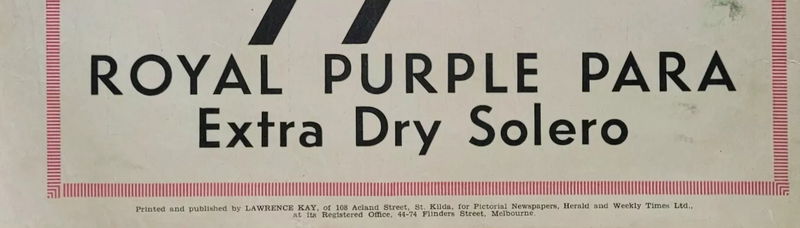 ROYAL PURPLE PARA
Extra Dry Solero
Printed and published by LAWRENCE KAY, of 108 Acland Street, St. Kilda, for Pictorial Newspapers, Herald and Weekly Times Ltd.,
at its Registered Office, 44-74 Flinders Street, Melbourne.